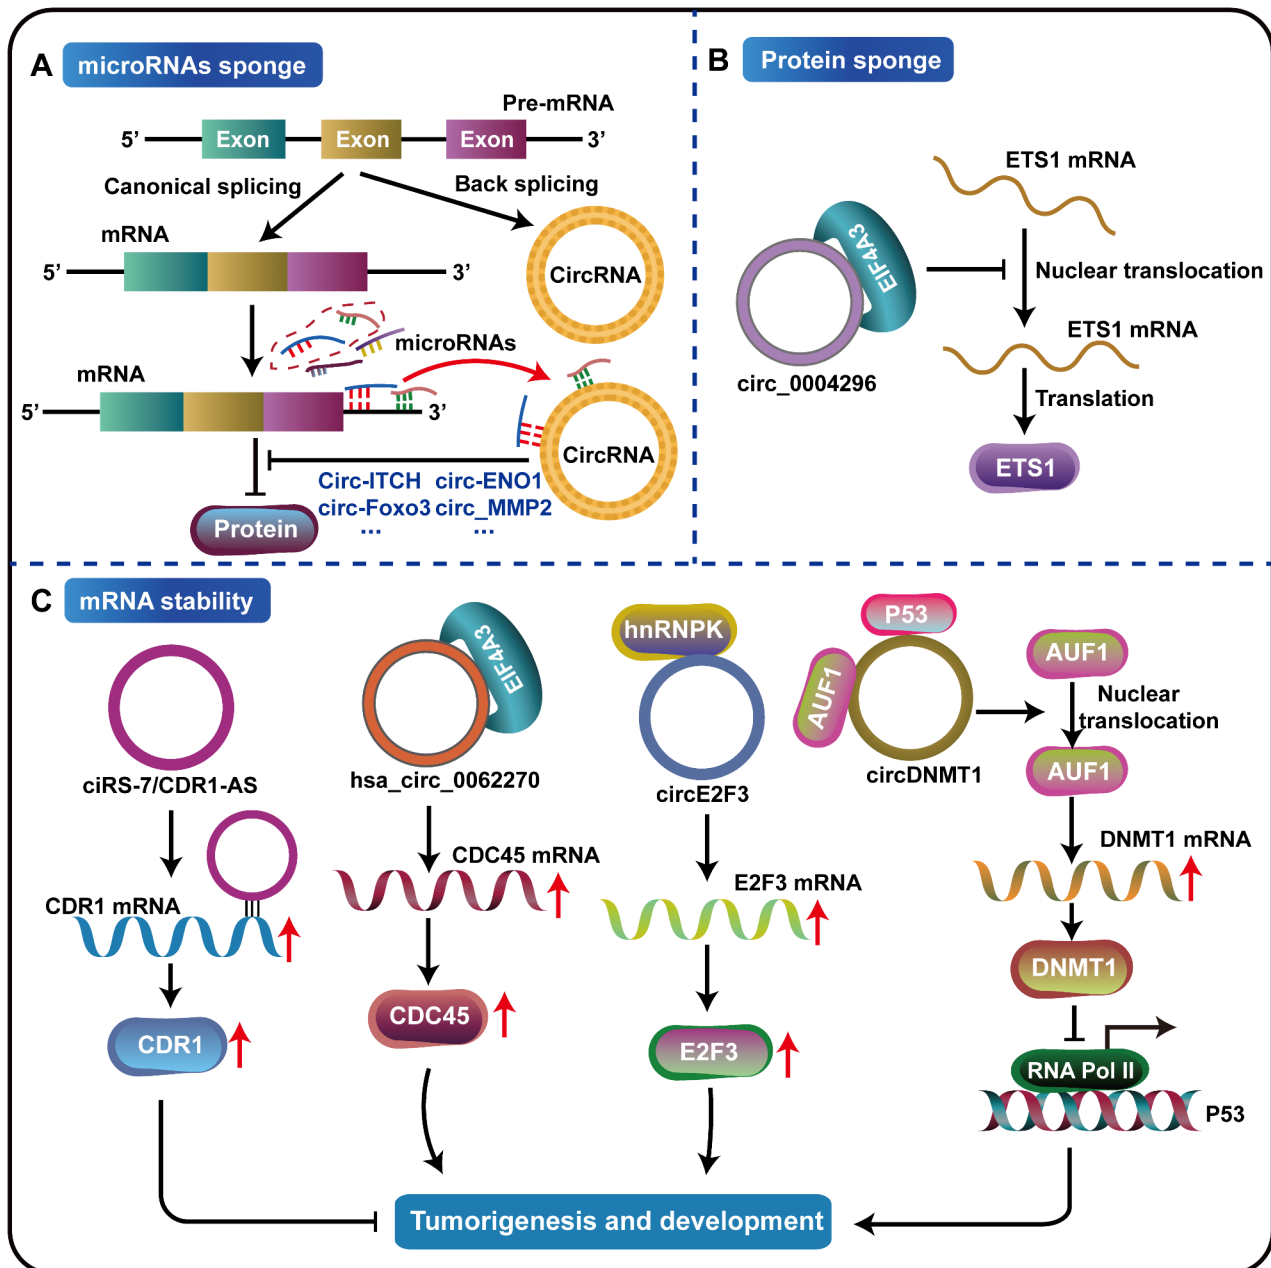 A microRNAs sponge
Pre-mRNA
5’ Exon Exon Exon 3’
Canonical splicing
Back splicing
mRNA
5’ 3’
CircRNA
microRNAs
mRNA
5’ 3’
CircRNA
Circ-ITCH circ-ENO1
circ-Foxo3 circ_MMP2
... ...
Protein
B Protein sponge
ETS1 mRNA
EIF4A3
Nuclear translocation
circ_0004296
ETS1 mRNA
Translation
ETS1
C mRNA stability
ciRS-7/CDR1-AS
CDR1 mRNA
CDR1
EIF4A3
hsa_circ_0062270
CDC45 mRNA
CDC45
hnRNPK
circE2F3
E2F3 mRNA
E2F3
P53
AUF1
circDNMT1
AUF1
Nuclear
translocation
AUF1
DNMT1 mRNA
DNMT1
RNA Pol II
P53
Tumorigenesis and development